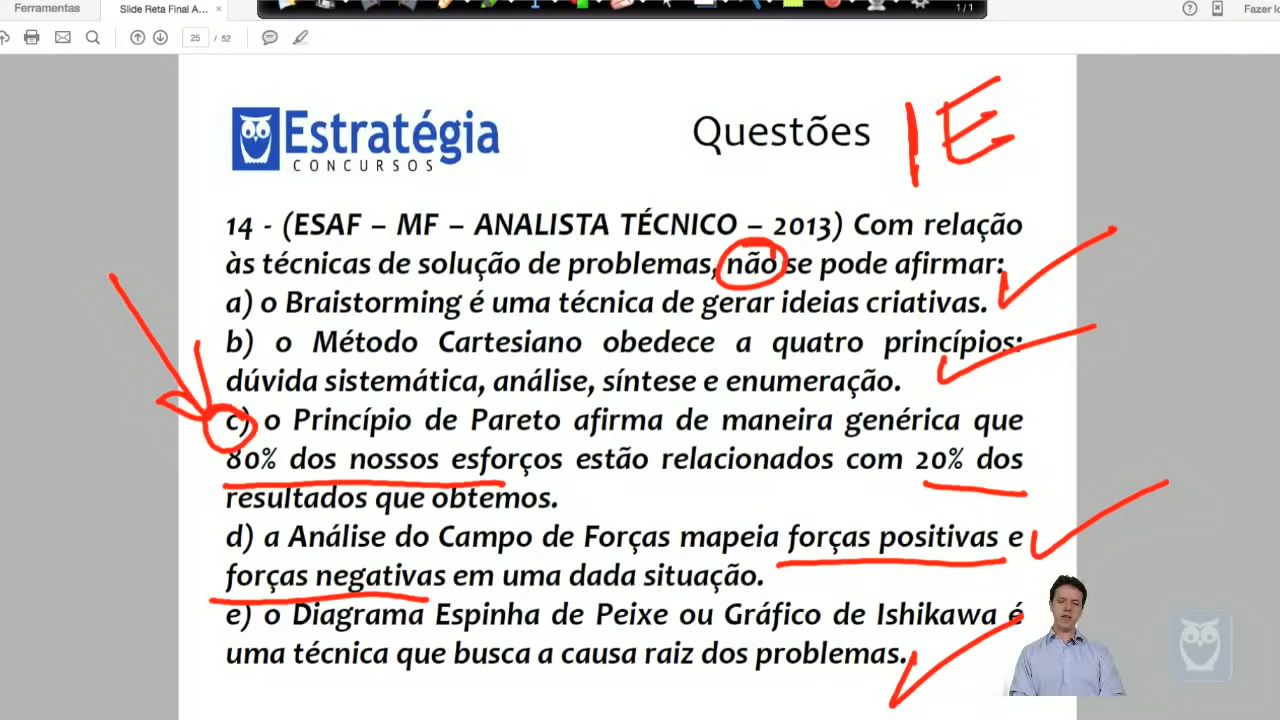 Ferramentas
Slide Reta Final A... ×
1/1
Fazer lo
25 / 52
Estratégia
CONCURSOS
Questões
1E
14 - (ESAF – MF – ANALISTA TÉCNICO – 2013) Com relação
às técnicas de solução de problemas, não se pode afirmar:
a) o Braistorming é uma técnica de gerar ideias criativas.
b) o Método Cartesiano obedece a quatro princípios:
dúvida sistemática, análise, síntese e enumeração.
c) o Princípio de Pareto afirma de maneira genérica que
80% dos nossos esforços estão relacionados com 20% dos
resultados que obtemos.
d) a Análise do Campo de Forças mapeia forças positivas e
forças negativas em uma dada situação.
e) o Diagrama Espinha de Peixe ou Gráfico de Ishikawa é
uma técnica que busca a causa raiz dos problemas.